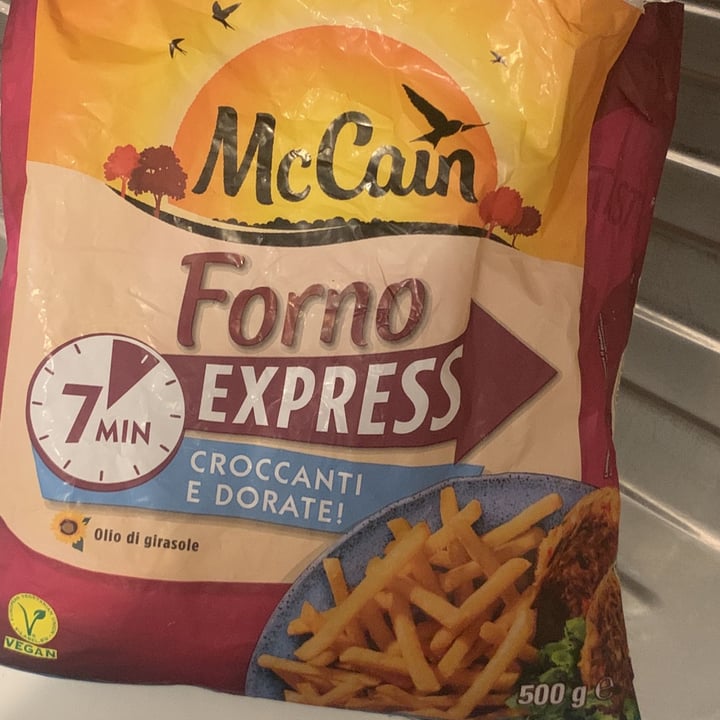 McCain
Forno
EXPRESS
7 MIN
CROCCANTI
E DORATE!
Olio di girasole
VEGAN
500 g e